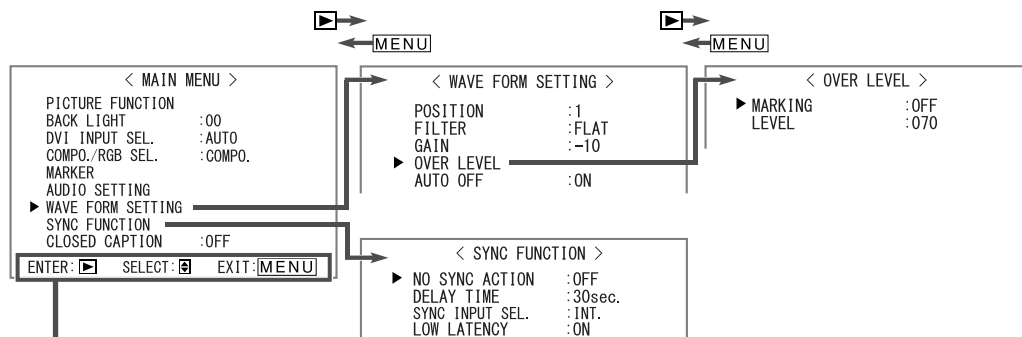 MENU
MENU
< MAIN MENU >
PICTURE FUNCTION
BACK LIGHT :00
DVI INPUT SEL. :AUTO
COMPO./RGB SEL. :COMPO.
MARKER
AUDIO SETTING
WAVE FORM SETTING
SYNC FUNCTION
CLOSED CAPTION :OFF
ENTER: SELECT: EXIT:MENU
< WAVE FORM SETTING >
POSITION :1
FILTER :FLAT
GAIN :-10
OVER LEVEL
AUTO OFF :ON
< OVER LEVEL >
MARKING :OFF
LEVEL :070
< SYNC FUNCTION >
NO SYNC ACTION :OFF
DELAY TIME :30sec.
SYNC INPUT SEL. :INT.
LOW LATENCY :ON